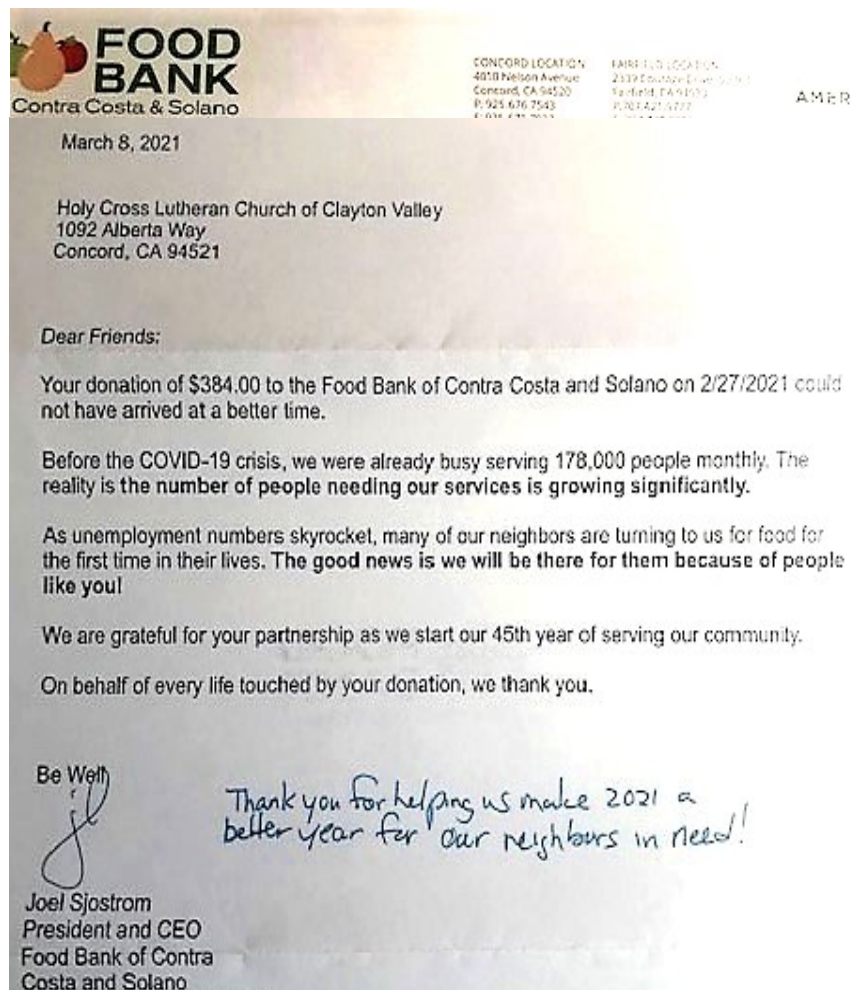 FOOD
BANK
Contra Costa & Solano
CONCORD LOCATION
4010 Nelson Avenue
Concord, CA 94520
P: 925.676.7543
FAIRFIELD LOCATION
AMER
March 8, 2021
Holy Cross Lutheran Church of Clayton Valley
1092 Alberta Way
Concord, CA 94521
Dear Friends:
Your donation of $384.00 to the Food Bank of Contra Costa and Solano on 2/27/2021 could
not have arrived at a better time.
Before the COVID-19 crisis, we were already busy serving 178,000 people monthly. The
reality is the number of people needing our services is growing significantly.
As unemployment numbers skyrocket, many of our neighbors are turning to us for food for
the first time in their lives. The good news is we will be there for them because of people
like you!
We are grateful for your partnership as we start our 45th year of serving our community.
On behalf of every life touched by your donation, we thank you.
Be Well,
Thank you for helping us make 2021 a
better year for our neighbors in need!
Joel Sjostrom
President and CEO
Food Bank of Contra
Costa and Solano